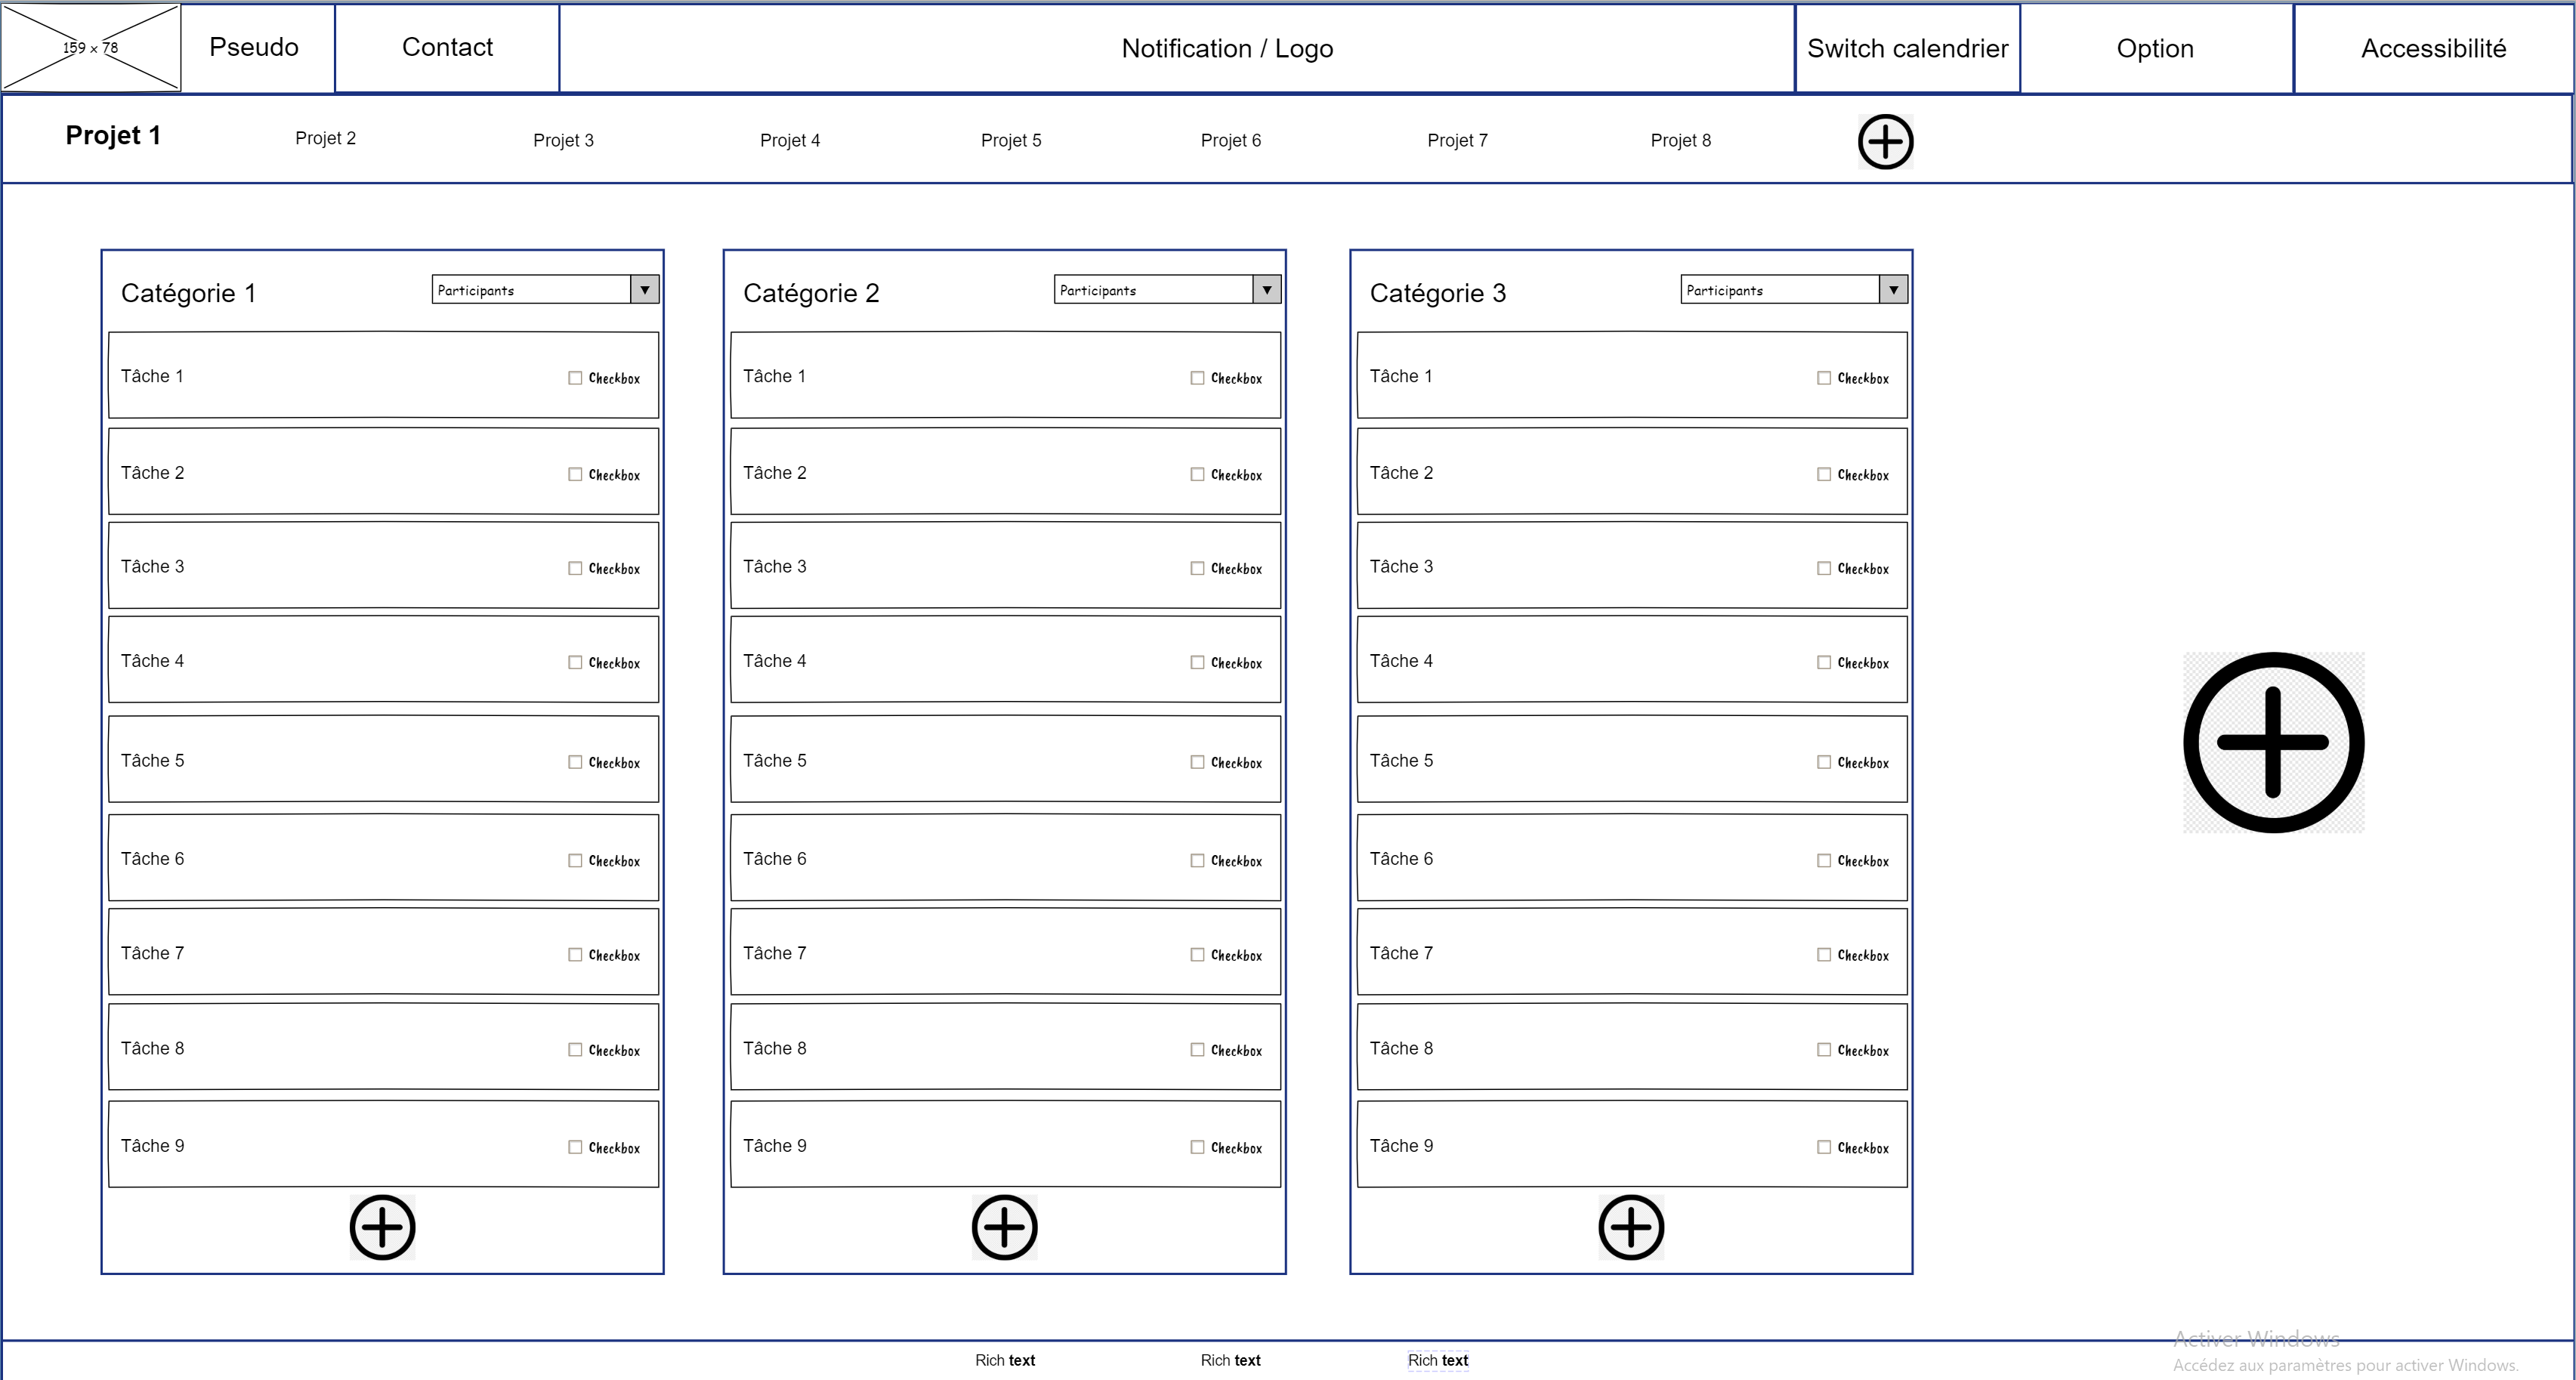 159 × 78
Pseudo
Contact
Notification / Logo
Switch calendrier
Option
Accessibilité
Projet 1
Projet 2
Projet 3
Projet 4
Projet 5
Projet 6
Projet 7
Projet 8
Catégorie 1
Participants
Tâche 1
Checkbox
Tâche 2
Checkbox
Tâche 3
Checkbox
Tâche 4
Checkbox
Tâche 5
Checkbox
Tâche 6
Checkbox
Tâche 7
Checkbox
Tâche 8
Checkbox
Tâche 9
Checkbox
Catégorie 2
Participants
Tâche 1
Checkbox
Tâche 2
Checkbox
Tâche 3
Checkbox
Tâche 4
Checkbox
Tâche 5
Checkbox
Tâche 6
Checkbox
Tâche 7
Checkbox
Tâche 8
Checkbox
Tâche 9
Checkbox
Catégorie 3
Participants
Tâche 1
Checkbox
Tâche 2
Checkbox
Tâche 3
Checkbox
Tâche 4
Checkbox
Tâche 5
Checkbox
Tâche 6
Checkbox
Tâche 7
Checkbox
Tâche 8
Checkbox
Tâche 9
Checkbox
Rich text
Rich text
Rich text
Activer Windows
Accédez aux paramètres pour activer Windows.